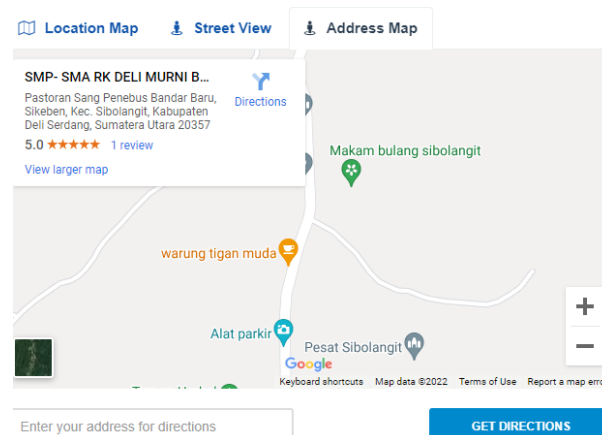 Location Map
Street View
Address Map
SMP- SMA RK DELI MURNI B...
Pastoran Sang Penebus Bandar Baru,
Sikeben, Kec. Sibolangit, Kabupaten
Deli Serdang, Sumatera Utara 20357
5.0
1 review
View larger map
Directions
Makam bulang sibolangit
warung tigan muda
Alat parkir
Pesat Sibolangit
Google
Keyboard shortcuts
Map data ©2022
Terms of Use
Report a map erro
Enter your address for directions
GET DIRECTIONS